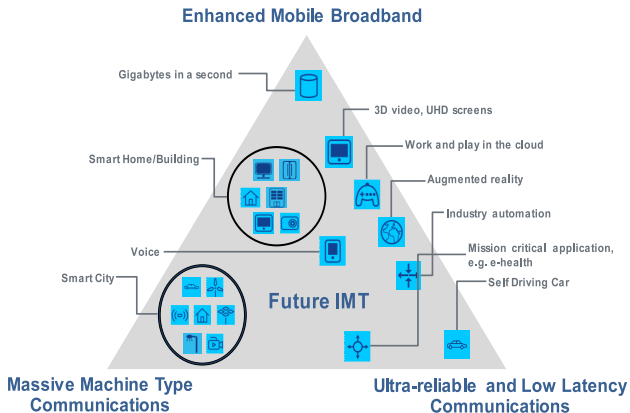 Enhanced Mobile Broadband
Gigabytes in a second
3D video, UHD screens
Work and play in the cloud
Smart Home/Building
Augmented reality
Industry automation
Voice
Mission critical application,
e.g. e-health
Smart City
Self Driving Car
Future IMT
Massive Machine Type
Communications
Ultra-reliable and Low Latency
Communications